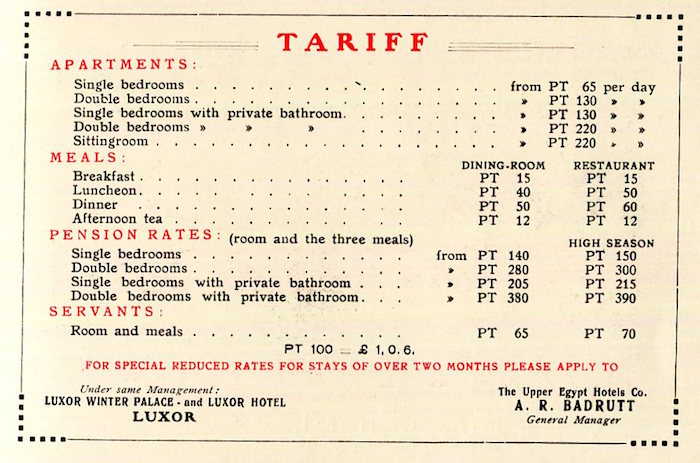 TARIFF
APARTMENTS:
Single bedrooms . . . . . . . . . . . . . . . . from PT 65 per day
Double bedrooms . . . . . . . . . . . . . . . . » PT 130 » »
Single bedrooms with private bathroom. . . . . . . . . » PT 130 » »
Double bedrooms » » » . . . . . . . . . » PT 220 » »
Sittingroom . . . . . . . . . . . . . . . . . » PT 220 » »
MEALS: DINING-ROOM RESTAURANT
Breakfast . . . . . . . . . . . . . PT 15 PT 15
Luncheon. . . . . . . . . . . . . PT 40 PT 50
Dinner . . . . . . . . . . . . . PT 50 PT 60
Afternoon tea . . . . . . . . . . . PT 12 PT 12
PENSION RATES: (room and the three meals) HIGH SEASON
Single bedrooms . . . . . . . . . . from PT 140 PT 150
Double bedrooms . . . . . . . . . . » PT 280 PT 300
Single bedrooms with private bathroom . . . » PT 205 PT 215
Double bedrooms with private bathroom. . . » PT 380 PT 390
SERVANTS:
Room and meals . . . . . . . . . . PT 65 PT 70
PT 100 = £ 1,0.6.
FOR SPECIAL REDUCED RATES FOR STAYS OF OVER TWO MONTHS PLEASE APPLY TO
Under same Management:
LUXOR WINTER PALACE - and LUXOR HOTEL
LUXOR
The Upper Egypt Hotels Co.
A. R. BADRUTT
General Manager